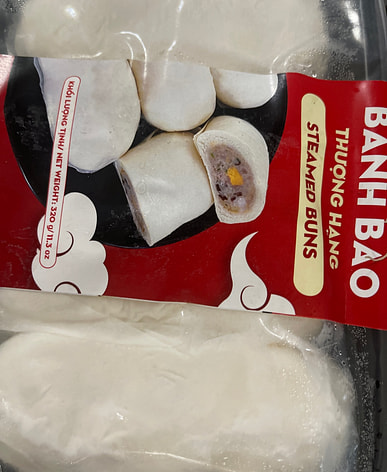 BÁNH BAO
THƯỢNG HẠNG
STEAMED BUNS
KHỐI LƯỢNG TỊNH/ NET WEIGHT: 320 g/11.3 oz